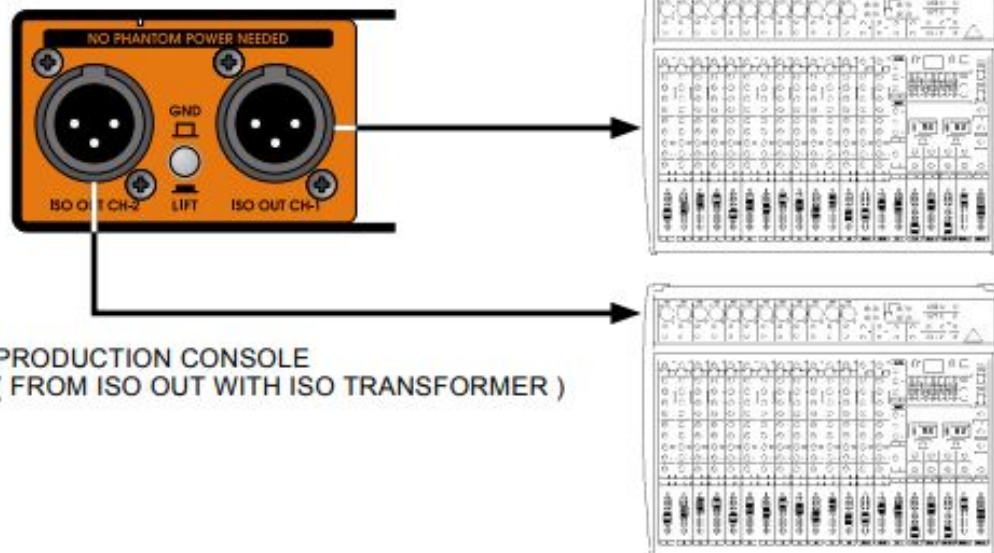 NO PHANTOM POWER NEEDED
GND
ISO OUT CH-2
LIFT
ISO OUT CH-1
PRODUCTION CONSOLE
( FROM ISO OUT WITH ISO TRANSFORMER )